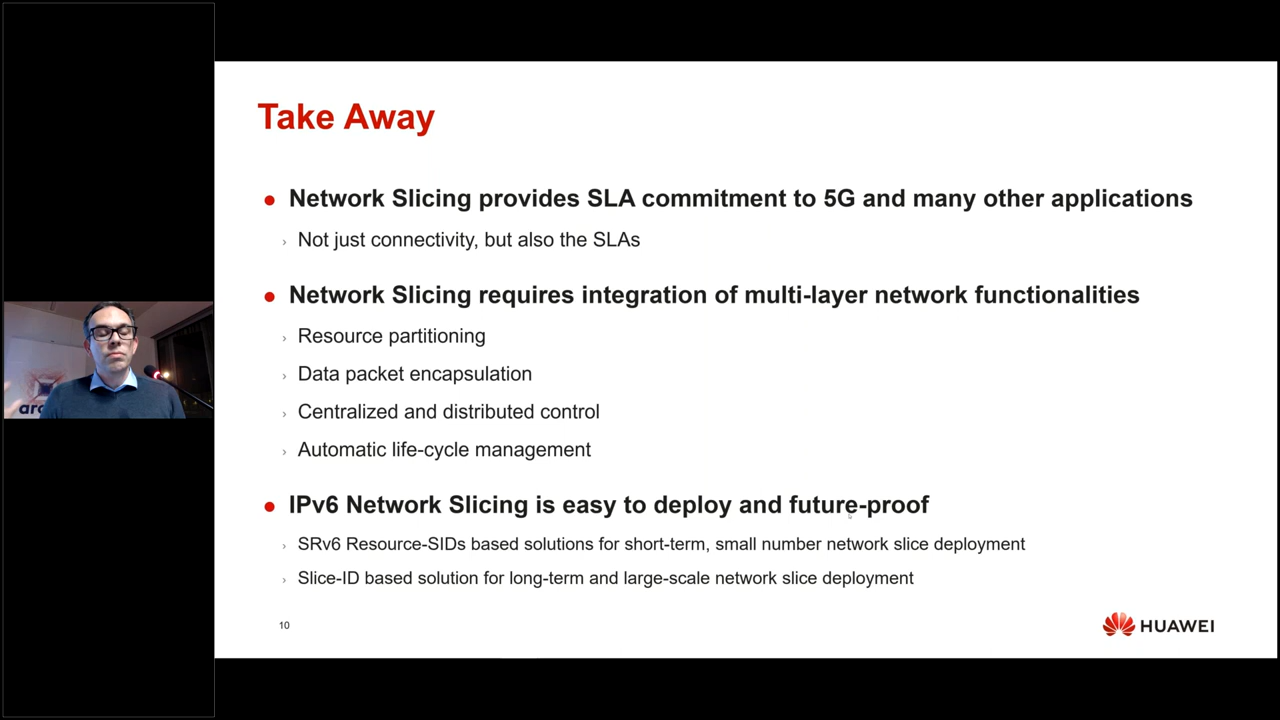 Take Away
● Network Slicing provides SLA commitment to 5G and many other applications
› Not just connectivity, but also the SLAs
● Network Slicing requires integration of multi-layer network functionalities
› Resource partitioning
› Data packet encapsulation
› Centralized and distributed control
› Automatic life-cycle management
● IPv6 Network Slicing is easy to deploy and future-proof
› SRv6 Resource-SIDs based solutions for short-term, small number network slice deployment
› Slice-ID based solution for long-term and large-scale network slice deployment
10
HUAWEI